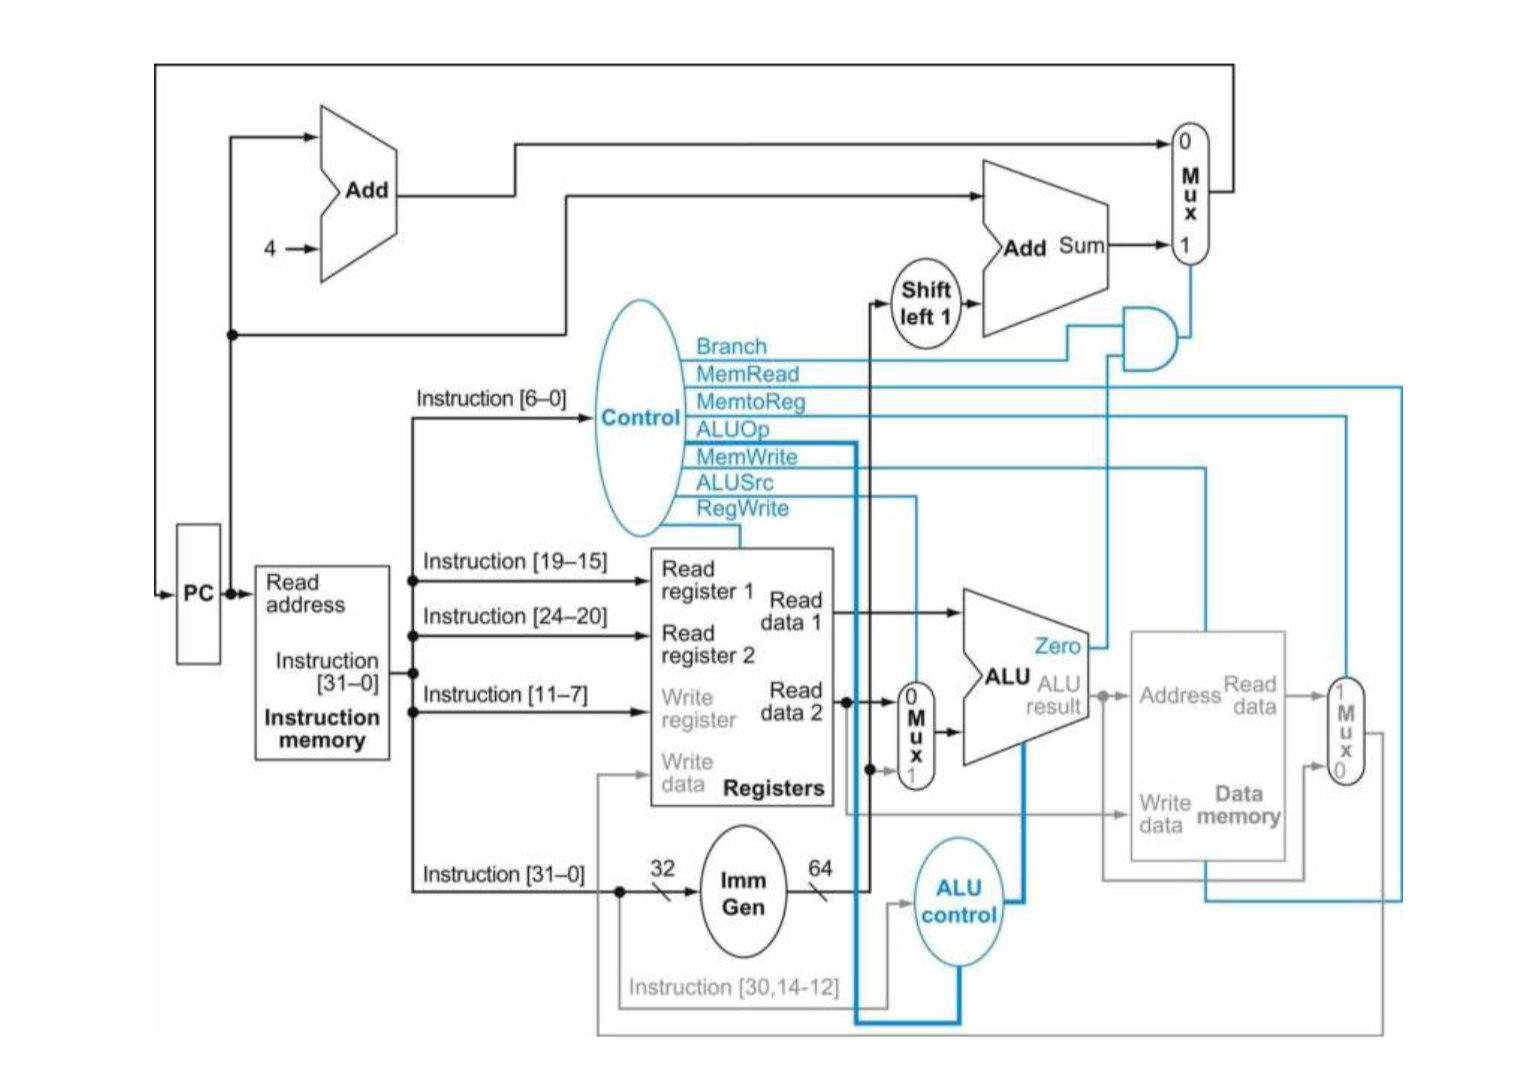 Add
4
0
Mux
1
Add Sum
Shift
left 1
Branch
MemRead
MemtoReg
ALUOp
MemWrite
ALUSrc
RegWrite
Control
Instruction [6–0]
PC
Read
address
Instruction
[31–0]
Instruction
memory
Instruction [19–15]
Instruction [24–20]
Instruction [11–7]
Instruction [31–0]
Read
register 1
Read
register 2
Write
register
Write
data
Read
data 1
Read
data 2
Registers
0
Mux
1
Zero
ALU
ALU
result
Address
Read
data
Write
data
Data
memory
1
Mux
0
32
Imm
Gen
64
ALU
control
Instruction [30,14-12]